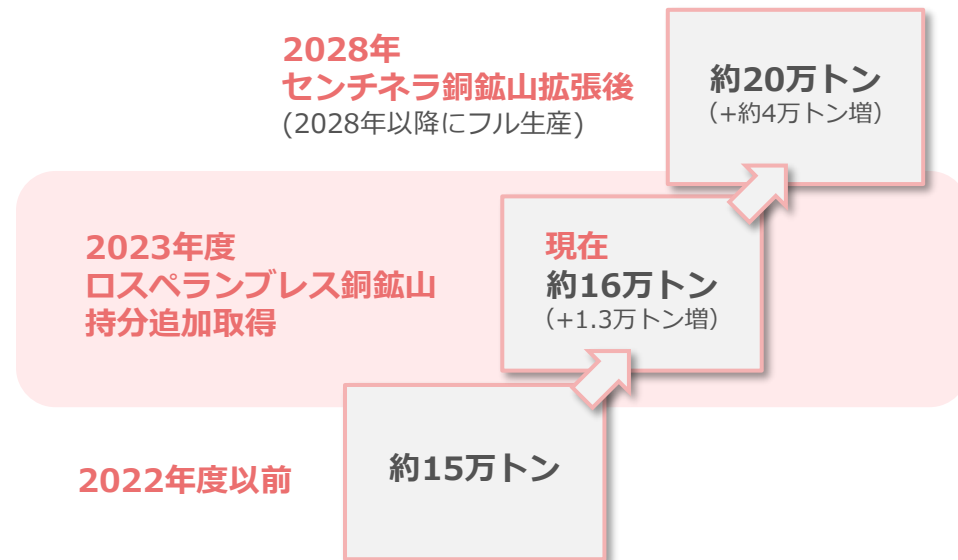 2028年
センチネラ銅鉱山拡張後
(2028年以降にフル生産)
約20万トン
（+約4万トン増）
2023年度
ロスペランブレス銅鉱山
持分追加取得
現在
約16万トン
（+1.3万トン増）
2022年度以前
約15万トン